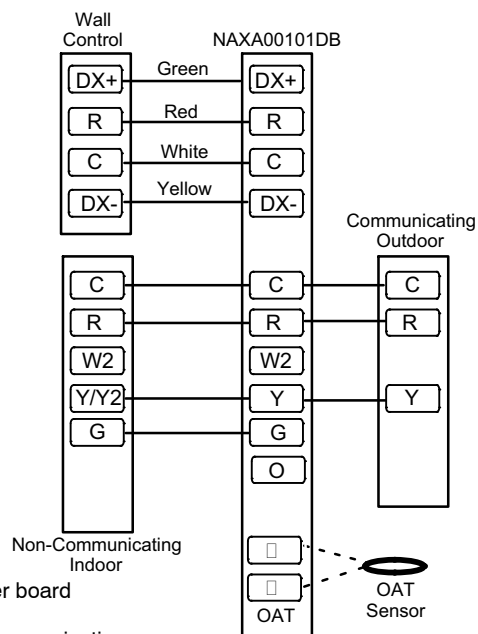 Wall
Control
NAXA00101DB
DX+ Green DX+
R Red R
C White C
DX- Yellow DX-
Communicating
Outdoor
C C C
R R R
W2 W2
Y/Y2 Y Y
G G
O
Non-Communicating
Indoor
er board
OAT
OAT
Sensor